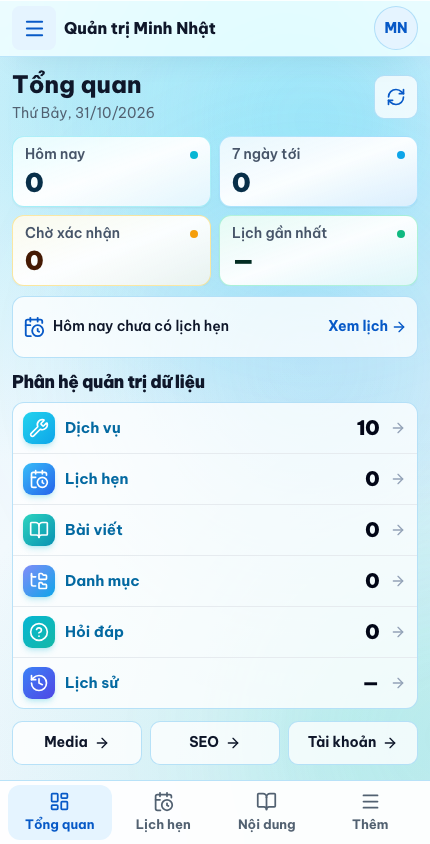 Quản trị Minh Nhật
MN
Tổng quan
Thứ Bảy, 31/10/2026
Hôm nay
0
7 ngày tới
0
Chờ xác nhận
0
Lịch gần nhất
—
Hôm nay chưa có lịch hẹn
Xem lịch →
Phân hệ quản trị dữ liệu
Dịch vụ 10 →
Lịch hẹn 0 →
Bài viết 0 →
Danh mục 0 →
Hỏi đáp 0 →
Lịch sử — →
Media →
SEO →
Tài khoản →
Tổng quan
Lịch hẹn
Nội dung
Thêm